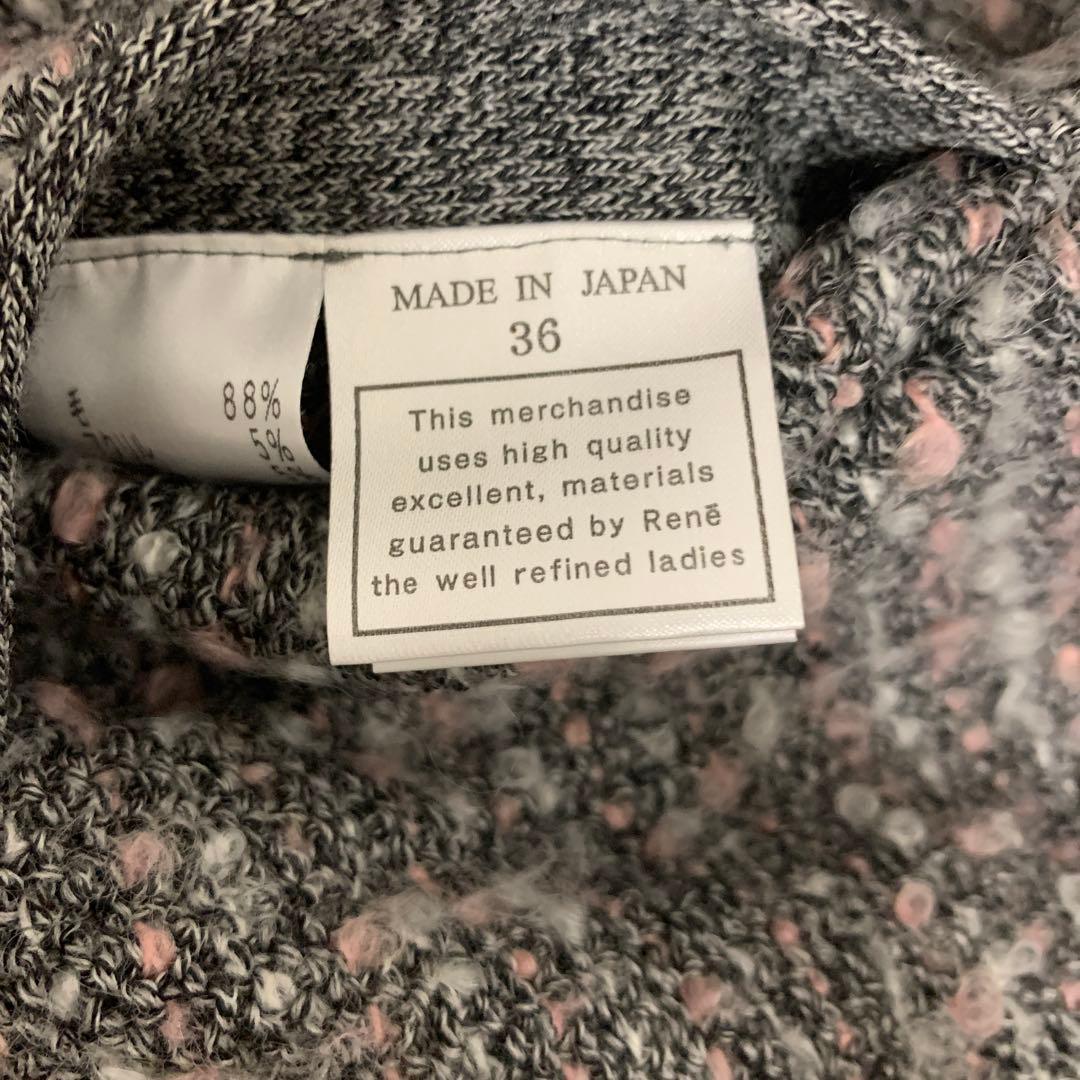 MADE IN JAPAN
36
This merchandise
uses high quality
excellent, materials
guaranteed by Renē
the well refined ladies
88%
5%